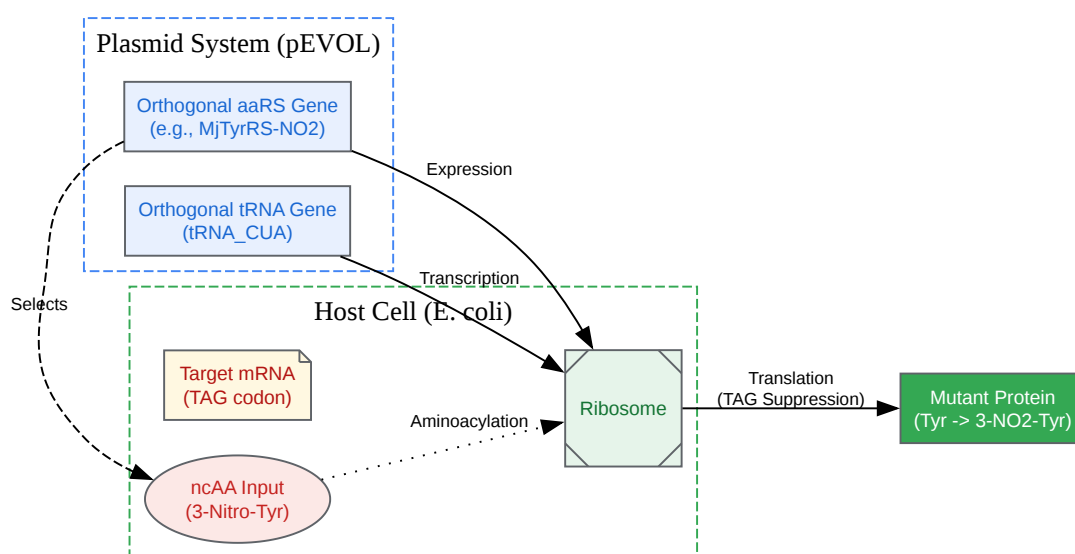 Plasmid System (pEVOL)
Orthogonal aaRS Gene
(e.g., MjTyrRS-NO2)
Expression
Orthogonal tRNA Gene
(tRNA_CUA)
Transcription
Selects
Host Cell (E. coli)
Target mRNA
(TAG codon)
Ribosome
Translation
(TAG Suppression)
Mutant Protein
(Tyr -> 3-NO2-Tyr)
Aminoacylation
ncAA Input
(3-Nitro-Tyr)